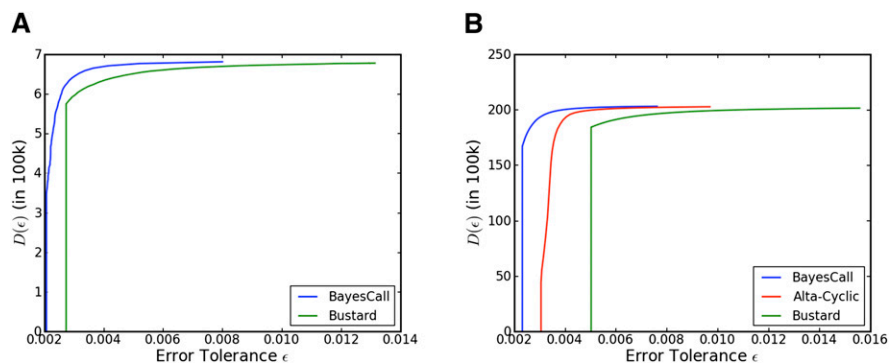 A
7
6
5
4
3
2
1
0
D(ϵ) (in 100k)
0.002 0.004 0.006 0.008 0.010 0.012 0.014
Error Tolerance ϵ
BayesCall
Bustard
B
250
200
150
100
50
0
D(ϵ) (in 100k)
0.002 0.004 0.006 0.008 0.010 0.012 0.014 0.016
Error Tolerance ϵ
BayesCall
Alta-Cyclic
Bustard